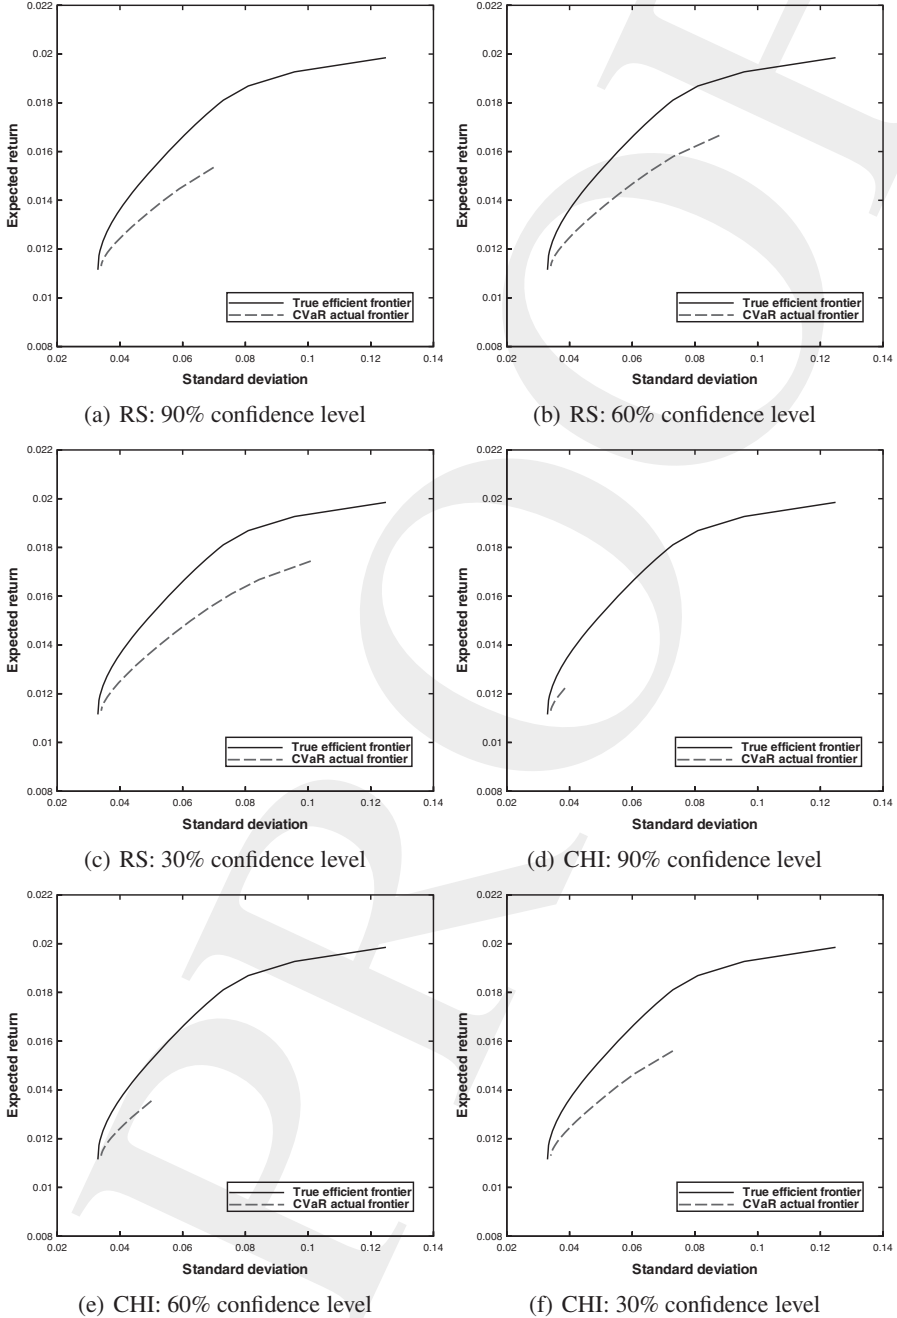 0.022
0.02
0.018
0.016
0.014
0.012
0.01
0.008
Expected return
True efficient frontier
CVaR actual frontier
0.02 0.04 0.06 0.08 0.1 0.12 0.14
Standard deviation
(a) RS: 90% confidence level
0.022
0.02
0.018
0.016
0.014
0.012
0.01
0.008
Expected return
True efficient frontier
CVaR actual frontier
0.02 0.04 0.06 0.08 0.1 0.12 0.14
Standard deviation
(b) RS: 60% confidence level
0.022
0.02
0.018
0.016
0.014
0.012
0.01
0.008
Expected return
True efficient frontier
CVaR actual frontier
0.02 0.04 0.06 0.08 0.1 0.12 0.14
Standard deviation
(c) RS: 30% confidence level
0.022
0.02
0.018
0.016
0.014
0.012
0.01
0.008
Expected return
True efficient frontier
CVaR actual frontier
0.02 0.04 0.06 0.08 0.1 0.12 0.14
Standard deviation
(d) CHI: 90% confidence level
0.022
0.02
0.018
0.016
0.014
0.012
0.01
0.008
Expected return
True efficient frontier
CVaR actual frontier
0.02 0.04 0.06 0.08 0.1 0.12 0.14
Standard deviation
(e) CHI: 60% confidence level
0.022
0.02
0.018
0.016
0.014
0.012
0.01
0.008
Expected return
True efficient frontier
CVaR actual frontier
0.02 0.04 0.06 0.08 0.1 0.12 0.14
Standard deviation
(f) CHI: 30% confidence level
PROOF